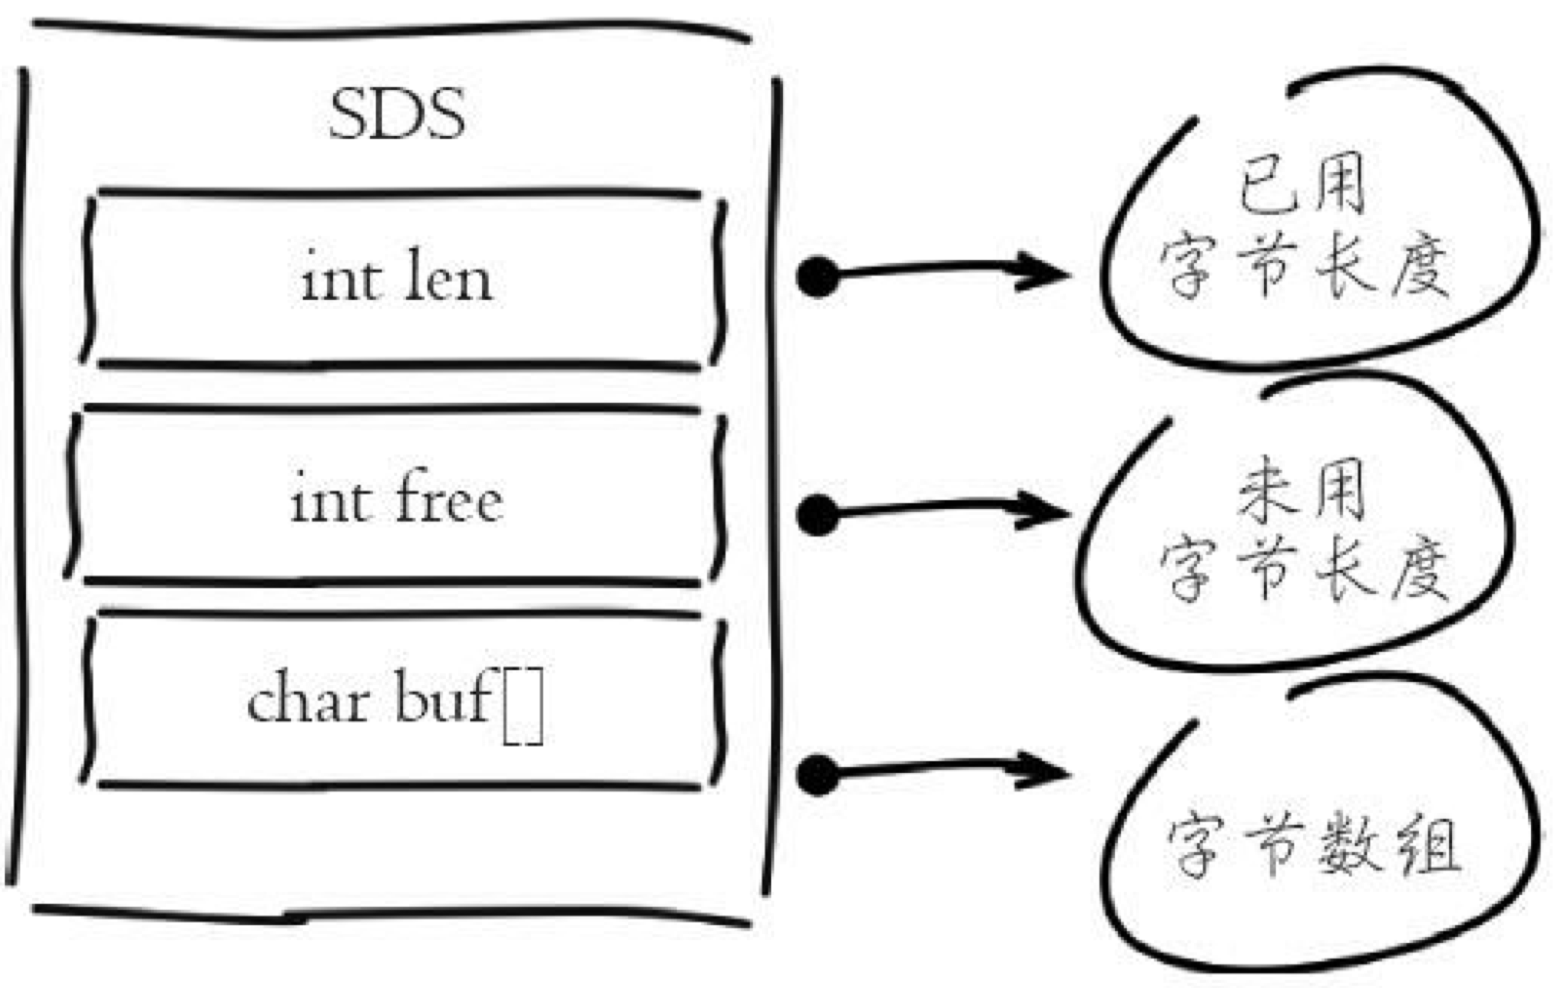 SDS
int len
已用
字节长度
int free
未用
字节长度
char buf[]
字节数组